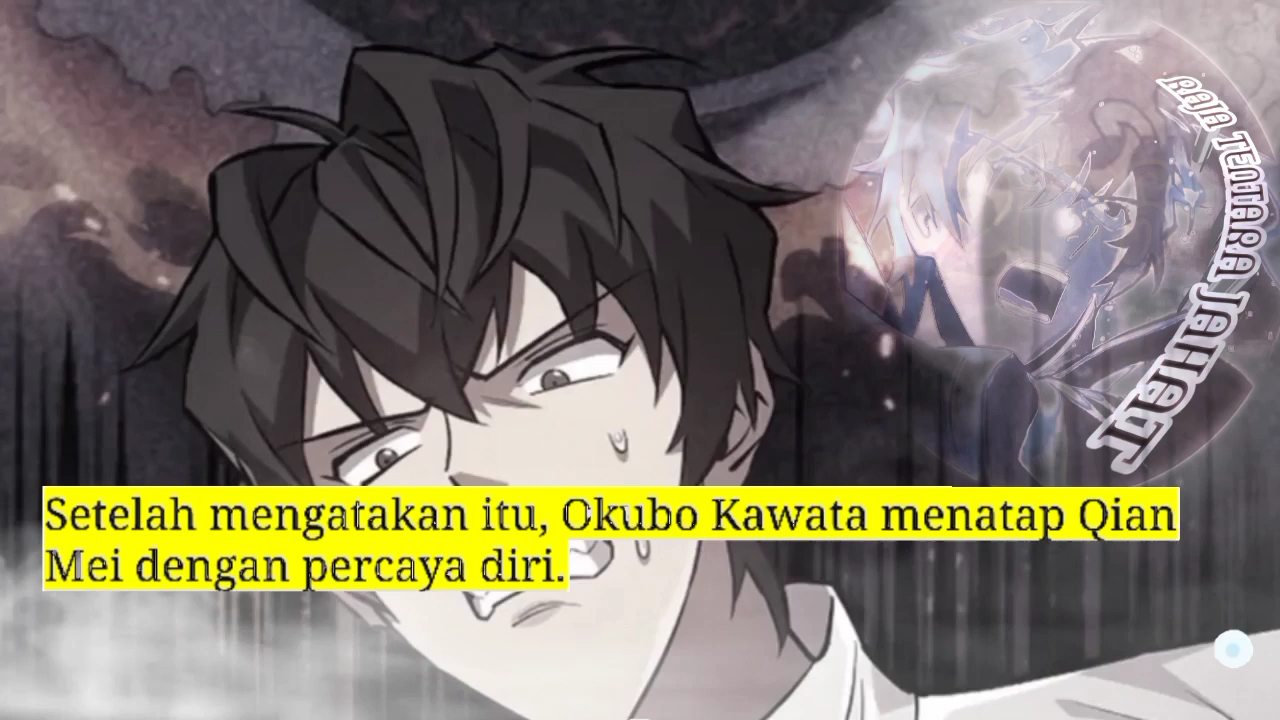 RAJA TENTARA JAHAT
Setelah mengatakan itu, Okubo Kawata menatap Qian
Mei dengan percaya diri.